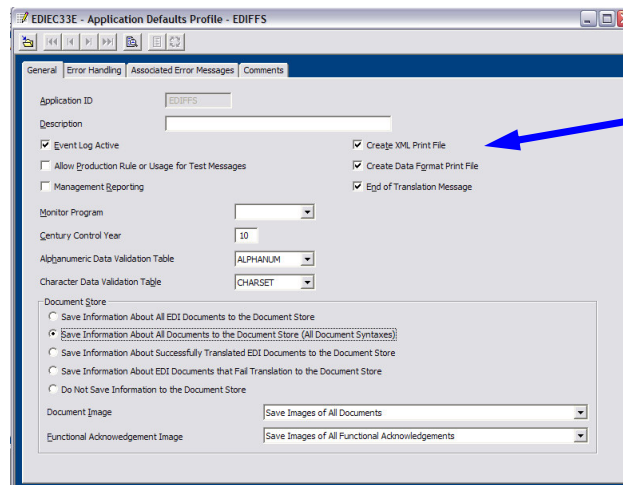 EDIEC33E - Application Defaults Profile - EDIFFS
General Error Handling Associated Error Messages Comments
Application ID EDIFFS
Description
Event Log Active Create XML Print File
Allow Production Rule or Usage for Test Messages Create Data Format Print File
Management Reporting End of Translation Message
Monitor Program
Century Control Year 10
Alphanumeric Data Validation Table ALPHANUM
Character Data Validation Table CHARSET
Document Store
Save Information About All EDI Documents to the Document Store
Save Information About All Documents to the Document Store (All Document Syntaxes)
Save Information About Successfully Translated EDI Documents to the Document Store
Save Information About EDI Documents that Fail Translation to the Document Store
Do Not Save Information to the Document Store
Document Image Save Images of All Documents
Functional Acknowedgement Image Save Images of All Functional Acknowledgements